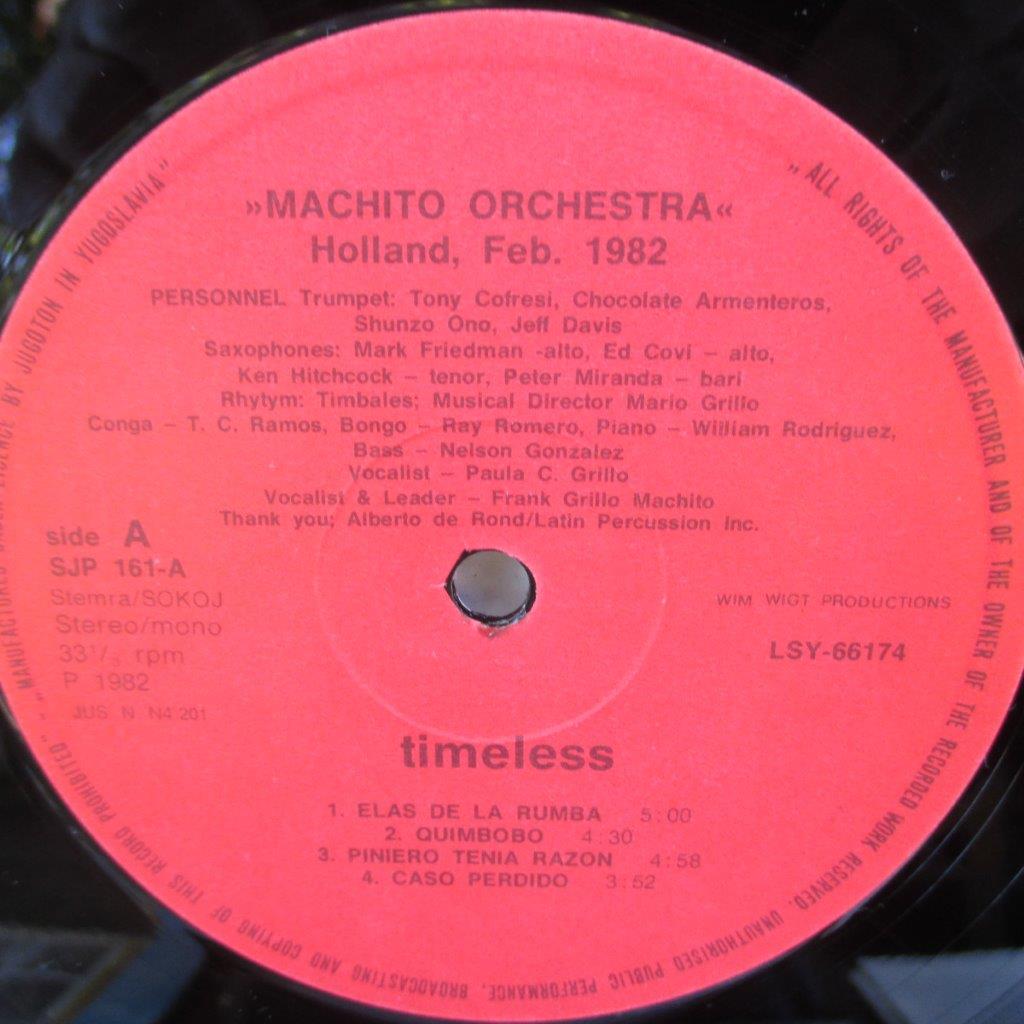 »MACHITO ORCHESTRA«
Holland, Feb. 1982
PERSONNEL Trumpet: Tony Cofresi, Chocolate Armenteros,
Shunzo Ono, Jeff Davis
Saxophones: Mark Friedman -alto, Ed Covi – alto,
Ken Hitchcock – tenor, Peter Miranda – bari
Rhytym: Timbales; Musical Director Mario Grillo
Conga – T. C. Ramos, Bongo – Ray Romero, Piano – William Rodriguez,
Bass – Nelson Gonzalez
Vocalist – Paula C. Grillo
Vocalist & Leader – Frank Grillo Machito
Thank you; Alberto de Rond/Latin Percussion Inc.
side A
SJP 161-A
Stemra/SOKOJ
Stereo/mono
33 1/3 rpm
P 1982
JUS N N4 201
WIM WIGT PRODUCTIONS
LSY-66174
timeless
1. ELAS DE LA RUMBA 5:00
2. QUIMBOBO 4:30
3. PINIERO TENIA RAZON 4:58
4. CASO PERDIDO 3:52
„MANUFACTURED UNDER LICENCE BY JUGOTON IN YUGOSLAVIA"
„ALL RIGHTS OF THE MANUFACTURER AND OF THE OWNER OF THE RECORDED WORK RESERVED. UNAUTHORISED PUBLIC PERFORMANCE, BROADCASTING AND COPYING OF THIS RECORD PROHIBITED"